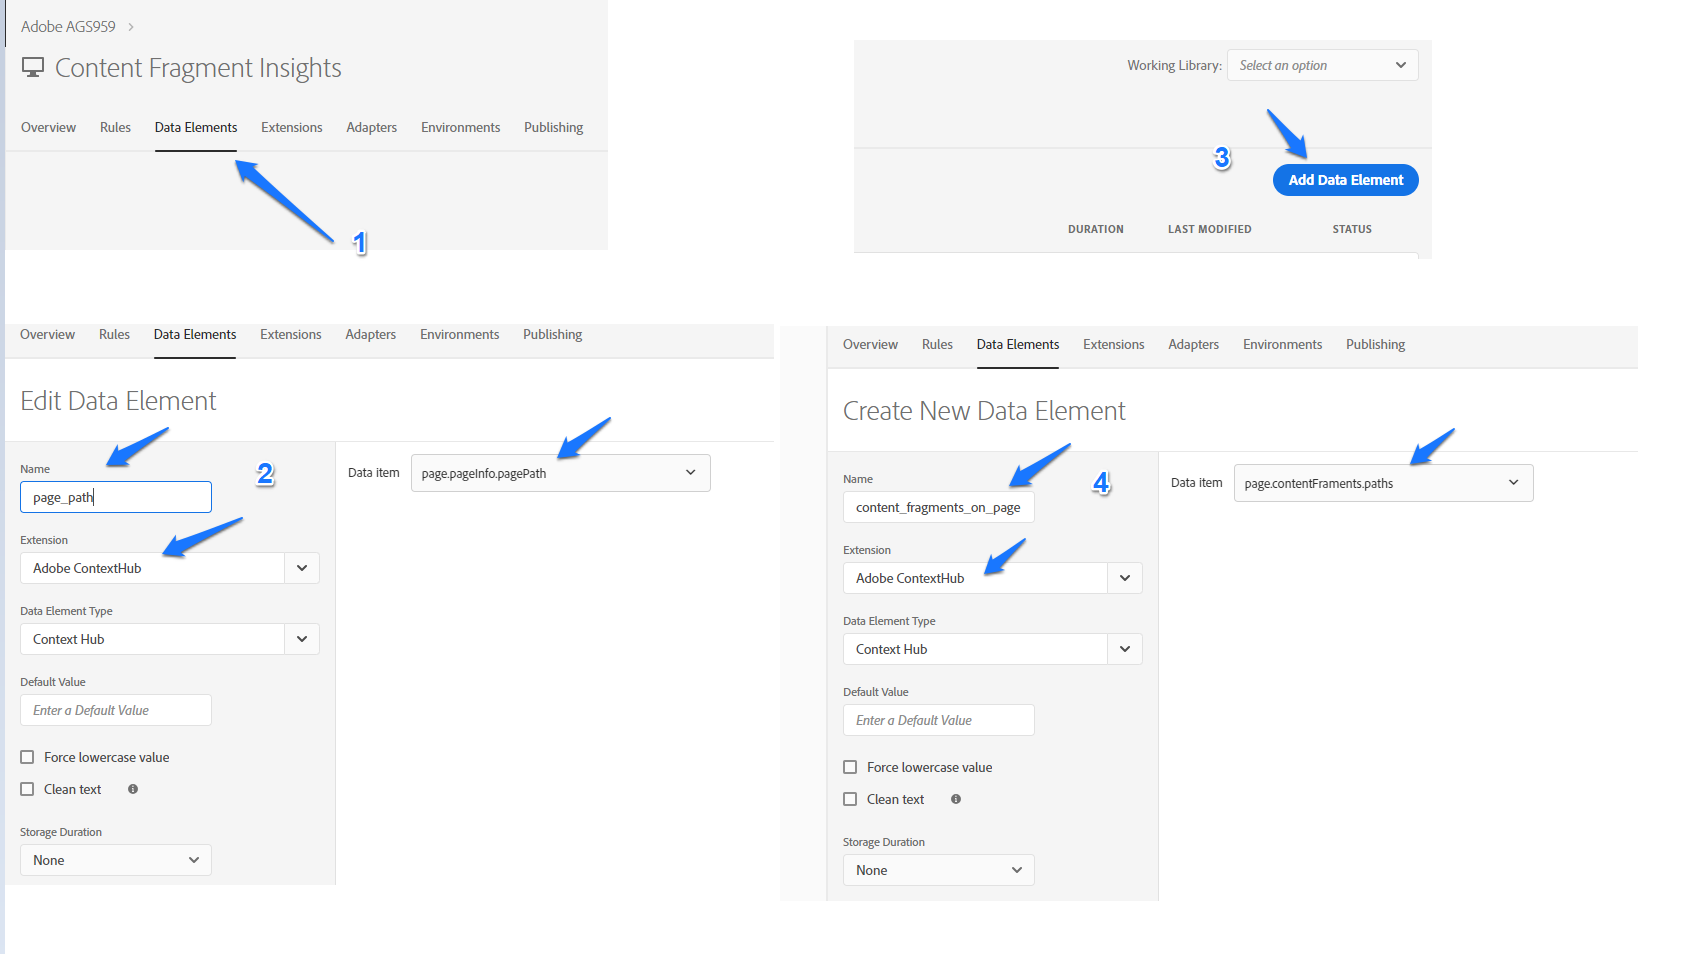 Adobe AGS959 >
Content Fragment Insights
Overview Rules Data Elements Extensions Adapters Environments Publishing
1
Working Library: Select an option
3
Add Data Element
DURATION LAST MODIFIED STATUS
Overview Rules Data Elements Extensions Adapters Environments Publishing
Edit Data Element
Name
2
page_path
Data item page.pageInfo.pagePath
Extension
Adobe ContextHub
Data Element Type
Context Hub
Default Value
Enter a Default Value
Force lowercase value
Clean text
Storage Duration
None
Overview Rules Data Elements Extensions Adapters Environments Publishing
Create New Data Element
Name
4
content_fragments_on_page
Data item page.contentFraments.paths
Extension
Adobe ContextHub
Data Element Type
Context Hub
Default Value
Enter a Default Value
Force lowercase value
Clean text
Storage Duration
None